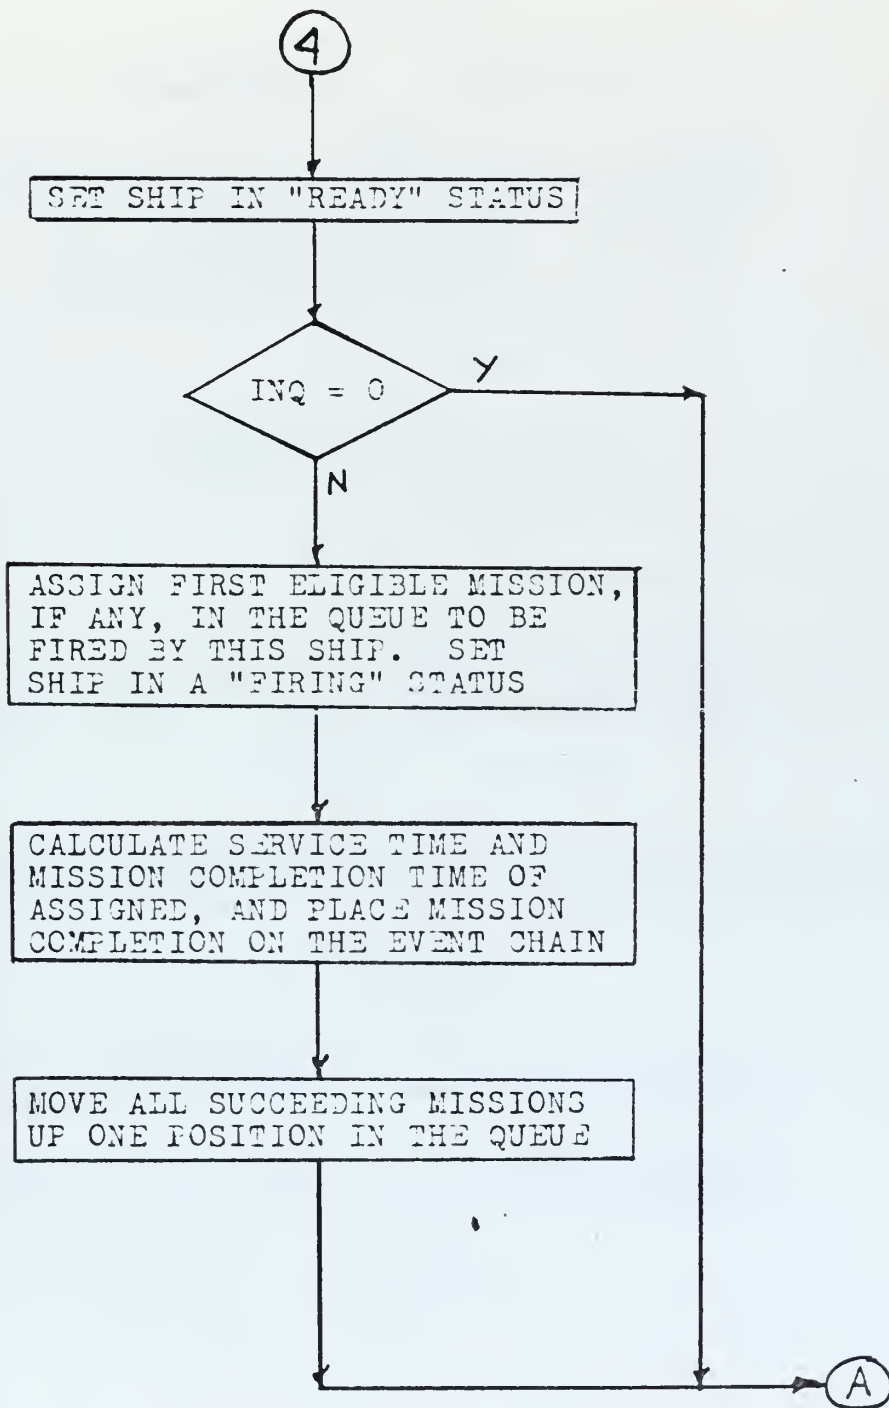 4
SET SHIP IN "READY" STATUS
INQ = 0
Y
N
ASSIGN FIRST ELIGIBLE MISSION,
IF ANY, IN THE QUEUE TO BE
FIRED BY THIS SHIP. SET
SHIP IN A "FIRING" STATUS
CALCULATE SERVICE TIME AND
MISSION COMPLETION TIME OF
ASSIGNED, AND PLACE MISSION
COMPLETION ON THE EVENT CHAIN
MOVE ALL SUCCEEDING MISSIONS
UP ONE POSITION IN THE QUEUE
A